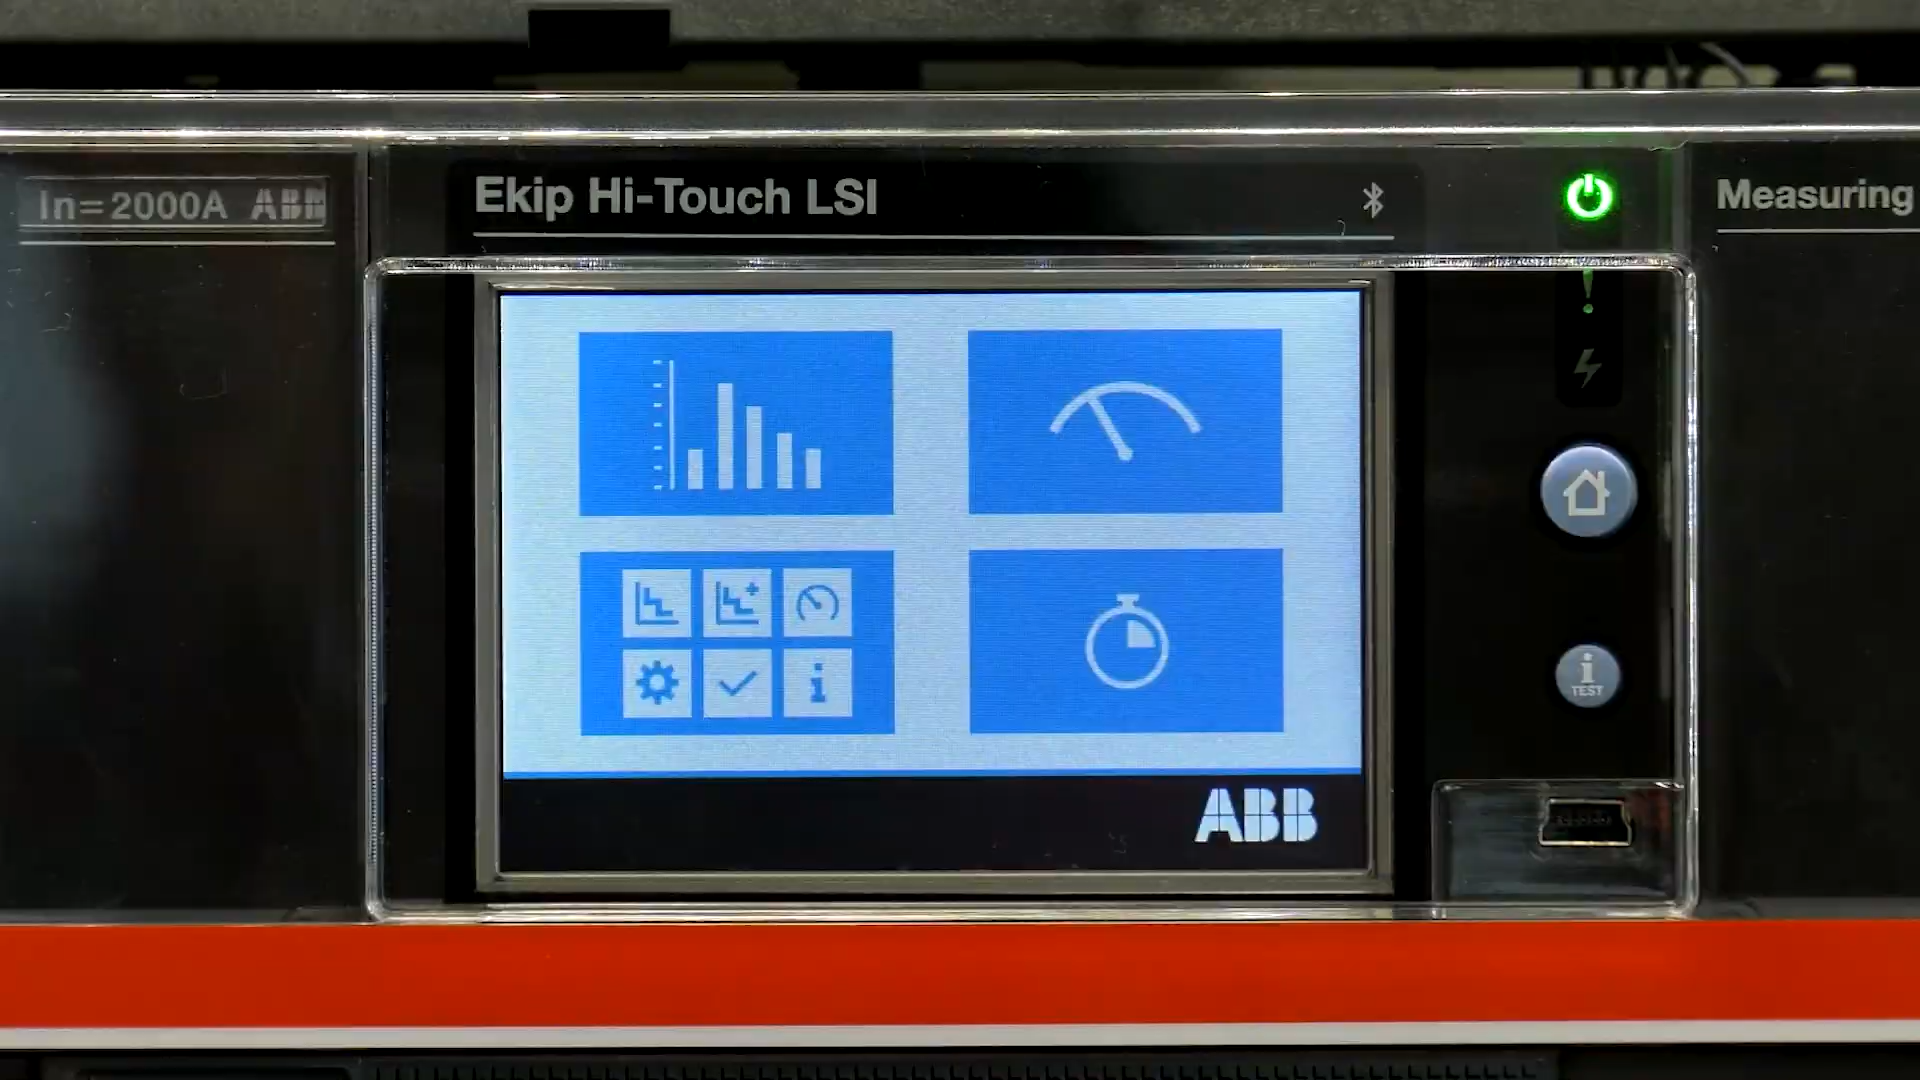 In=2000A ABB
Ekip Hi-Touch LSI
Measuring
i
TEST
i
ABB